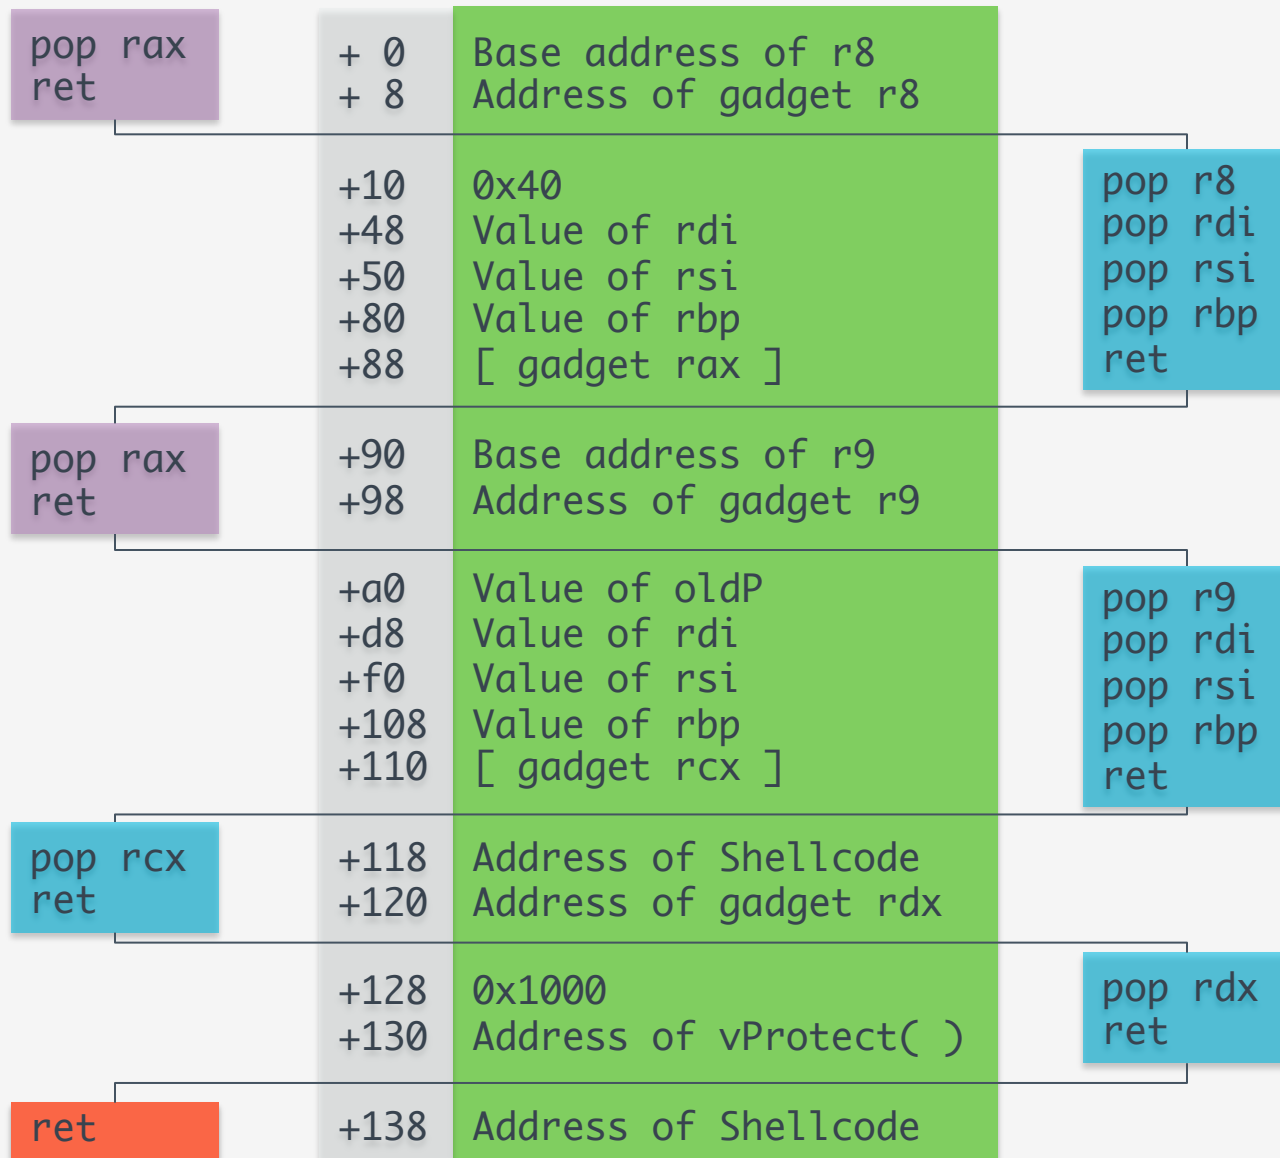 pop rax
ret
+ 0 Base address of r8
+ 8 Address of gadget r8
+10 0x40
+48 Value of rdi
+50 Value of rsi
+80 Value of rbp
+88 [ gadget rax ]
pop r8
pop rdi
pop rsi
pop rbp
ret
pop rax
ret
+90 Base address of r9
+98 Address of gadget r9
+a0 Value of oldP
+d8 Value of rdi
+f0 Value of rsi
+108 Value of rbp
+110 [ gadget rcx ]
pop r9
pop rdi
pop rsi
pop rbp
ret
pop rcx
ret
+118 Address of Shellcode
+120 Address of gadget rdx
+128 0x1000
+130 Address of vProtect( )
pop rdx
ret
ret
+138 Address of Shellcode